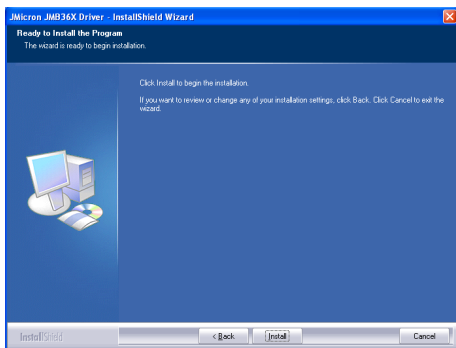 JMicron JMB36X Driver - InstallShield Wizard
Ready to Install the Program
The wizard is ready to begin installation.
Click Install to begin the installation.
If you want to review or change any of your installation settings, click Back. Click Cancel to exit the
wizard.
InstallShield
< Back
Install
Cancel